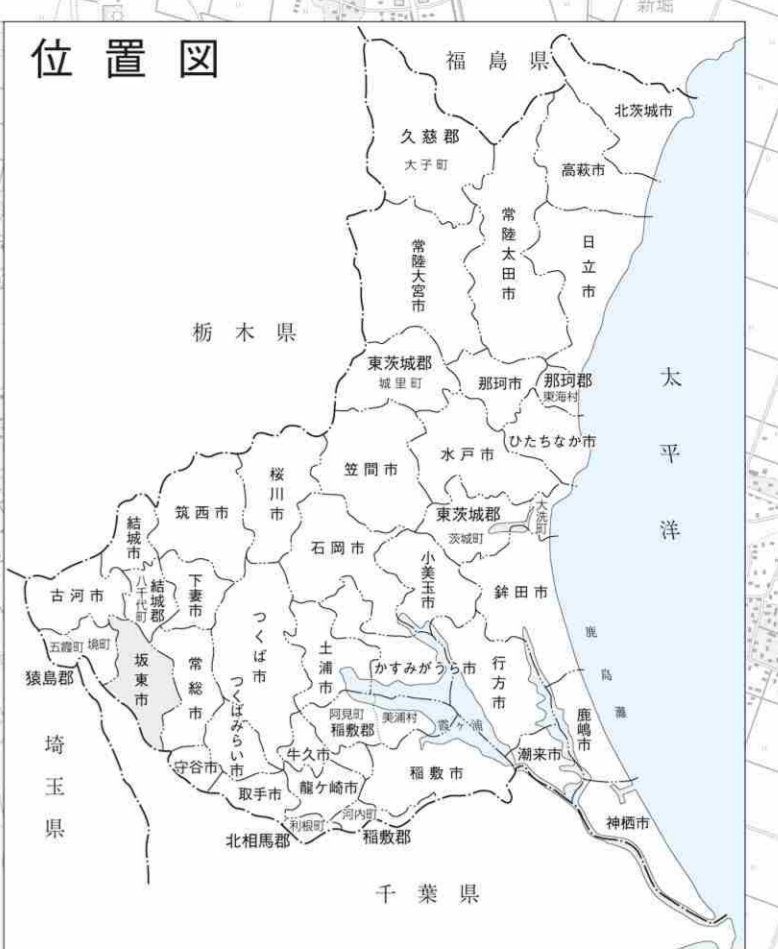 新堀
位置図
福島県
北茨城市
久慈郡
大子町
高萩市
常陸太田市
日立市
常陸大宮市
栃木県
東茨城郡
城里町
那珂市
那珂郡
東海村
太平洋
ひたちなか市
水戸市
笠間市
桜川市
筑西市
東茨城郡
茨城町
大洗町
結城市
石岡市
小美玉市
鉾田市
古河市
八千代町
結城郡
下妻市
つくば市
土浦市
かすみがうら市
行方市
鹿島灘
五霞町
境町
猿島郡
坂東市
常総市
つくばみらい市
阿見町
稲敷郡
美浦村
霞ヶ浦
鹿嶋市
潮来市
埼玉県
守谷市
牛久市
稲敷市
取手市
龍ケ崎市
神栖市
利根町
河内町
北相馬郡
稲敷郡
千葉県